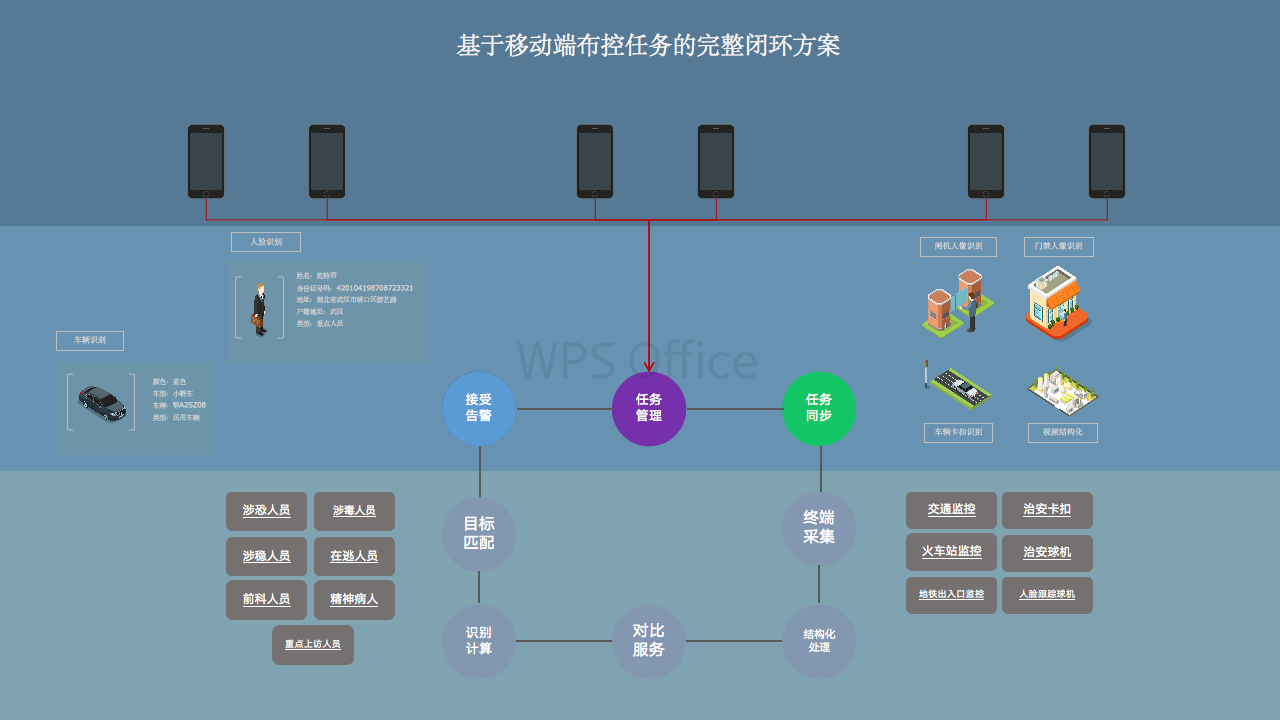 基于移动端布控任务的完整闭环方案
人脸识别
姓名：庞特西
身份证号码：420104198708723321
地址：湖北省武汉市硚口区游艺路
户籍地址：武汉
类型：重点人员
车辆识别
颜色：蓝色
车型：小轿车
车牌：鄂A2SZ08
类型：民用车辆
闸机人像识别
门禁人像识别
车辆卡扣识别
视频结构化
WPS Office
接受
告警
任务
管理
任务
同步
目标
匹配
终端
采集
识别
计算
对比
服务
结构化
处理
涉恐人员
涉毒人员
涉稳人员
在逃人员
前科人员
精神病人
重点上访人员
交通监控
治安卡扣
火车站监控
治安球机
地铁出入口监控
人脸跟踪球机